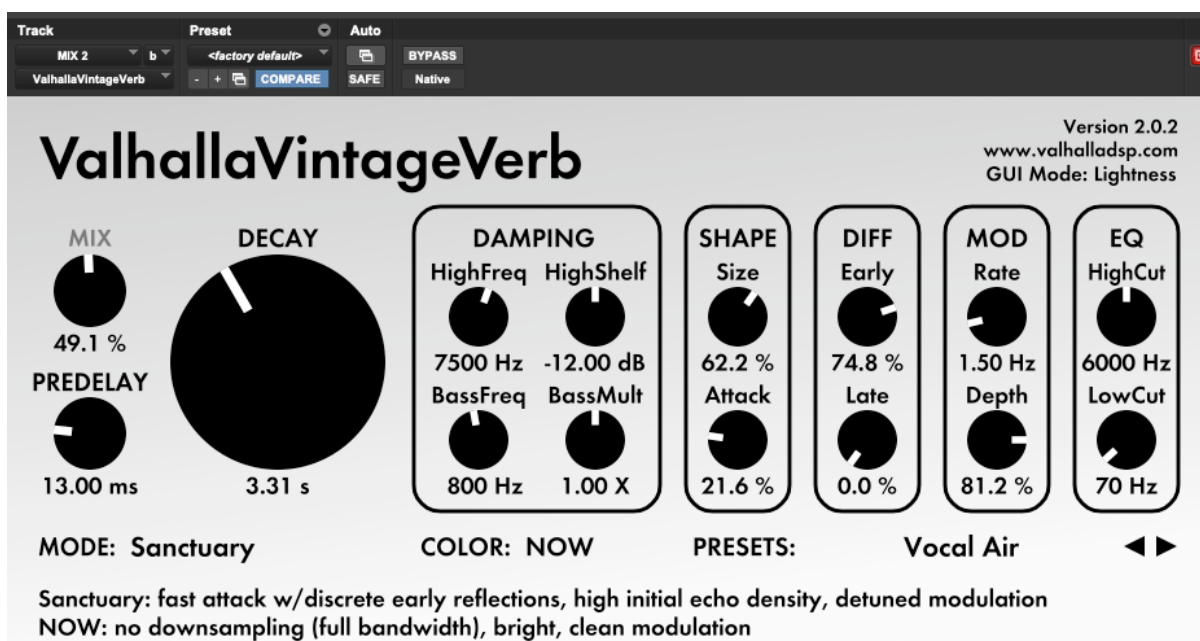 Track Preset Auto
MIX 2 b <factory default> BYPASS
ValhallaVintageVerb - + COMPARE SAFE Native
ValhallaVintageVerb
Version 2.0.2
www.valhalladsp.com
GUI Mode: Lightness
MIX
49.1 %
PREDELAY
13.00 ms
DECAY
3.31 s
DAMPING
HighFreq HighShelf
7500 Hz -12.00 dB
BassFreq BassMult
800 Hz 1.00 X
SHAPE
Size
62.2 %
Attack
21.6 %
DIFF
Early
74.8 %
Late
0.0 %
MOD
Rate
1.50 Hz
Depth
81.2 %
EQ
HighCut
6000 Hz
LowCut
70 Hz
MODE: Sanctuary COLOR: NOW PRESETS: Vocal Air
Sanctuary: fast attack w/discrete early reflections, high initial echo density, detuned modulation
NOW: no downsampling (full bandwidth), bright, clean modulation